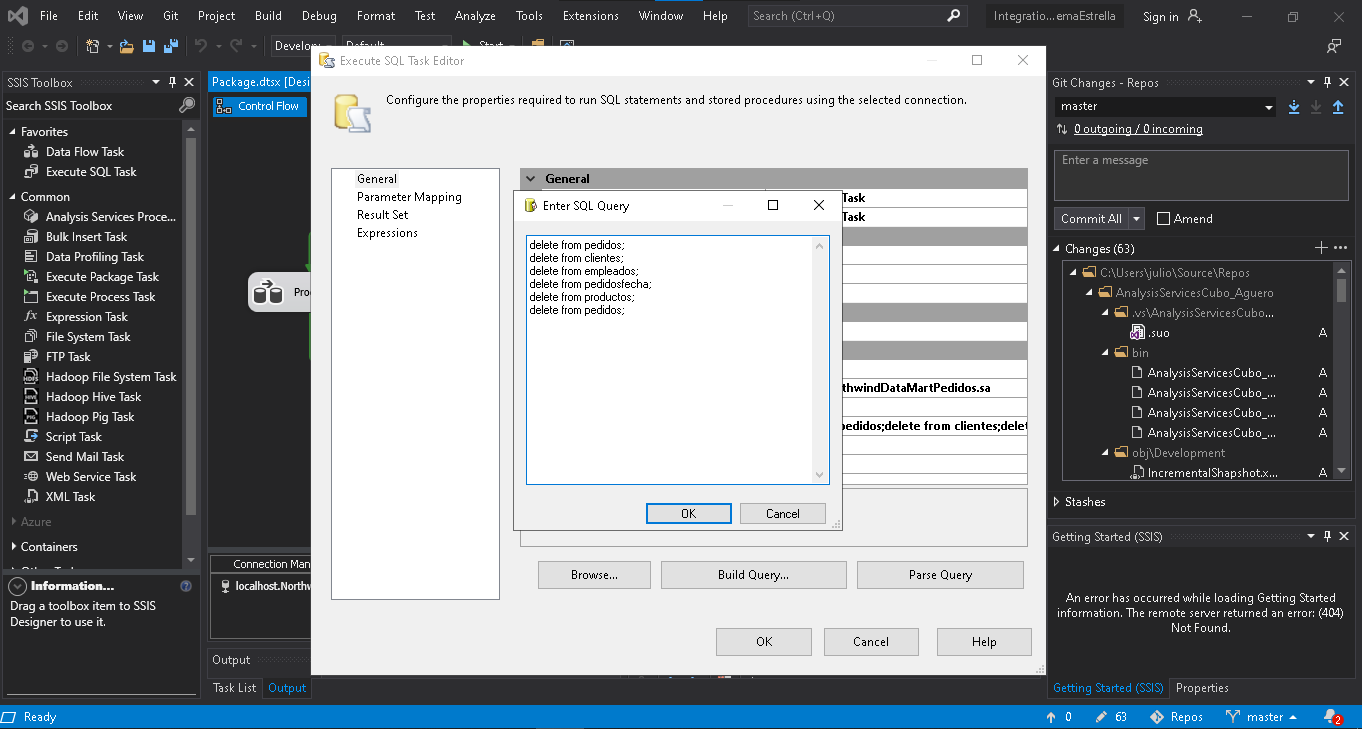 File Edit View Git Project Build Debug Format Test Analyze Tools Extensions Window Help Search (Ctrl+Q) Integratio...emaEstrella Sign in
Develop Default Start
SSIS Toolbox
Search SSIS Toolbox
Favorites
Data Flow Task
Execute SQL Task
Common
Analysis Services Proce...
Bulk Insert Task
Data Profiling Task
Execute Package Task
Execute Process Task
Expression Task
File System Task
FTP Task
Hadoop File System Task
Hadoop Hive Task
Hadoop Pig Task
Script Task
Send Mail Task
Web Service Task
XML Task
Azure
Containers
Information...
Drag a toolbox item to SSIS
Designer to use it.
Package.dtsx [Desi
Control Flow
Pro
Connection Man
localhost.Northw
Output
Task List Output
Execute SQL Task Editor
Configure the properties required to run SQL statements and stored procedures using the selected connection.
General
Parameter Mapping
Result Set
Expressions
General
Task
Task
thwindDataMartPedidos.sa
pedidos;delete from clientes;delet
Enter SQL Query
delete from pedidos;
delete from clientes;
delete from empleados;
delete from pedidosfecha;
delete from productos;
delete from pedidos;
OK Cancel
Browse... Build Query... Parse Query
OK Cancel Help
Git Changes - Repos
master
0 outgoing / 0 incoming
Enter a message
Commit All Amend
Changes (63)
C:\Users\julio\Source\Repos
AnalysisServicesCubo_Aguero
.vs\AnalysisServicesCubo...
.suo A
bin
AnalysisServicesCubo_... A
AnalysisServicesCubo_... A
AnalysisServicesCubo_... A
AnalysisServicesCubo_... A
obj\Development
IncrementalShapshot.x... A
Stashes
Getting Started (SSIS)
An error has occurred while loading Getting Started
information. The remote server returned an error: (404)
Not Found.
Getting Started (SSIS) Properties
Ready 0 63 Repos master 2